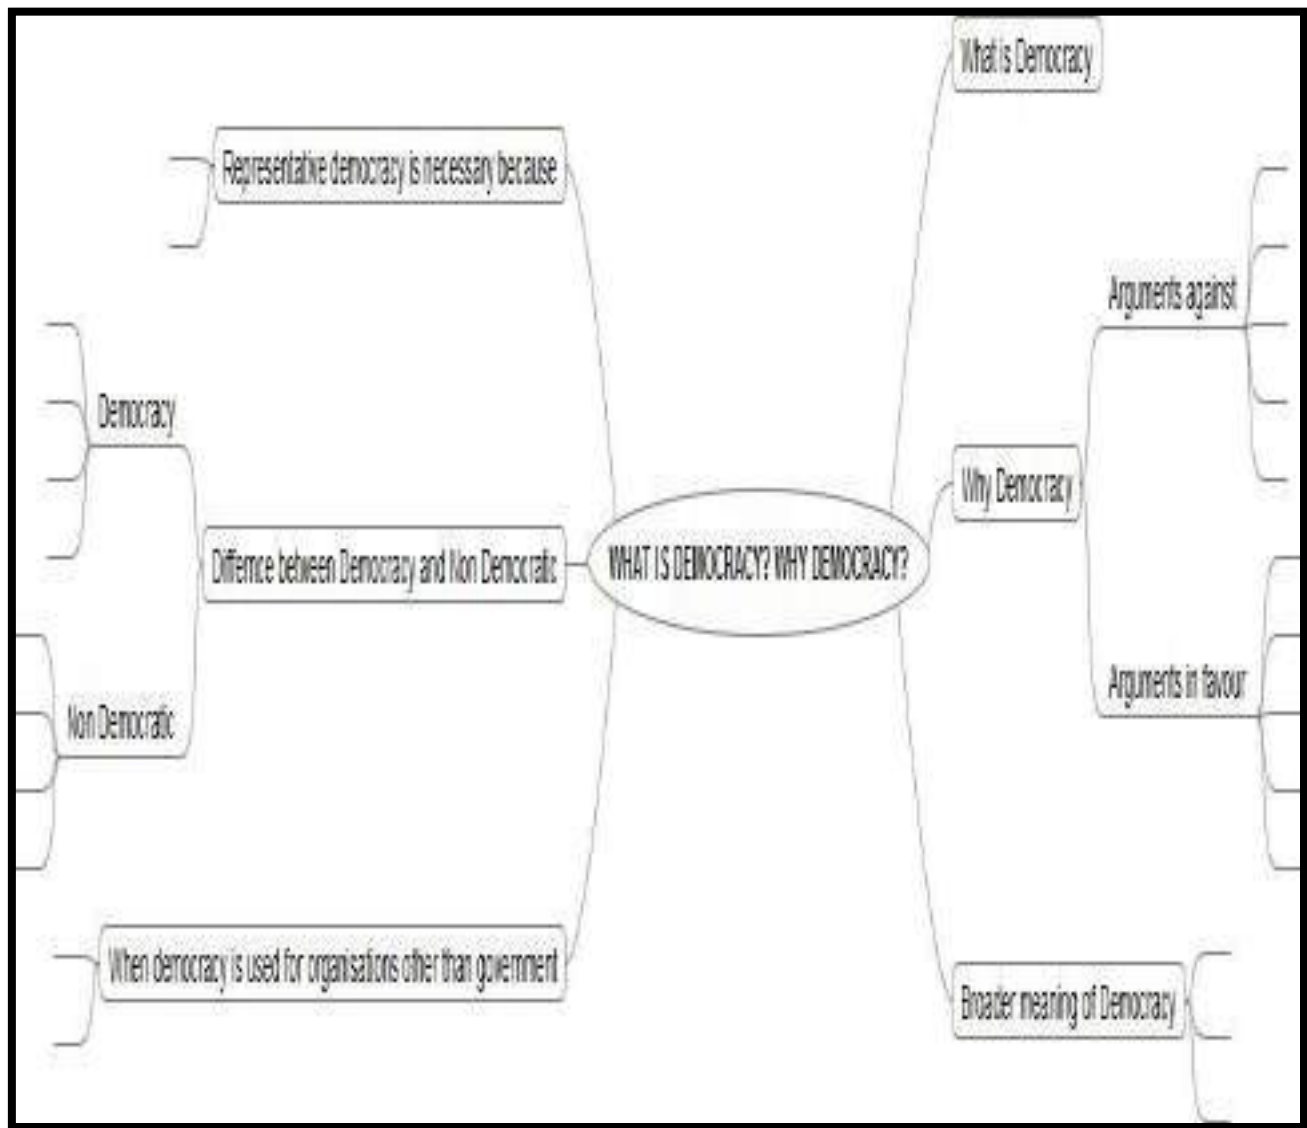 What is Democracy
Representative democracy is necessary because
Arguments against
Democracy
Why Democracy
WHAT IS DEMOCRACY? WHY DEMOCRACY?
Differnce between Democracy and Non Democratic
Arguments in favour
Non Democratic
When democracy is used for organisations other than government
Broader meaning of Democracy